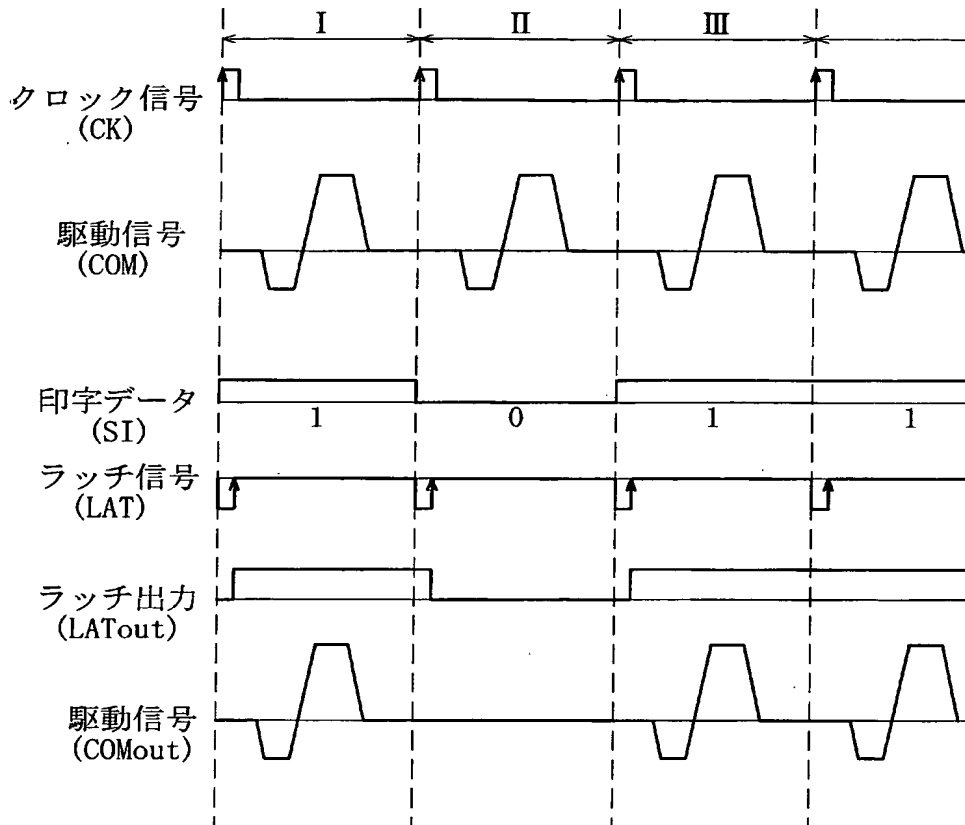 I II III
クロック信号
(CK)
駆動信号
(COM)
印字データ
(SI)
1 0 1 1
ラッチ信号
(LAT)
ラッチ出力
(LATout)
駆動信号
(COMout)